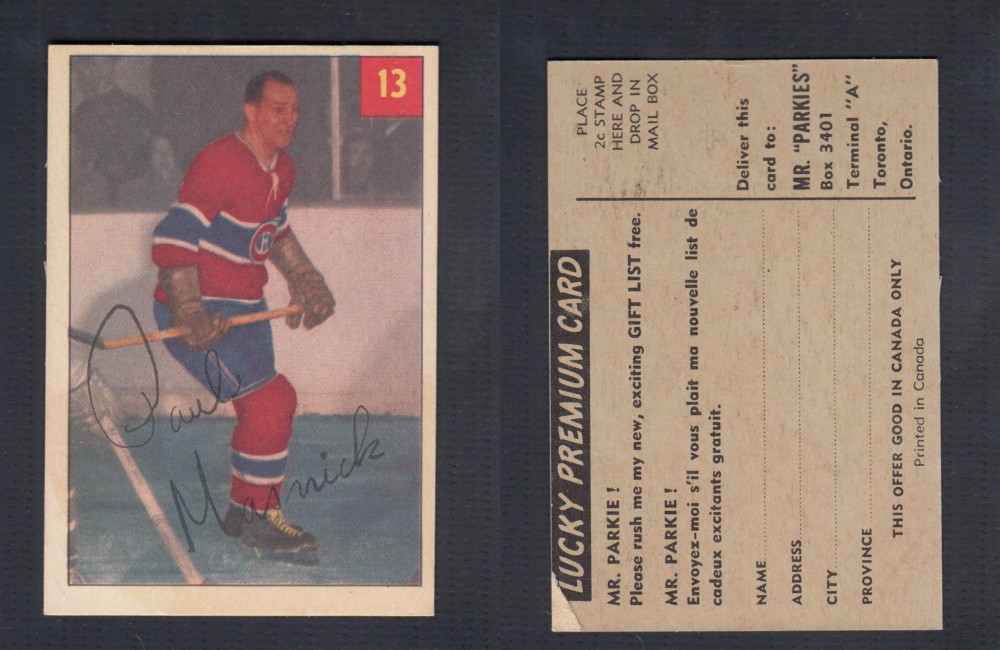 13
H
Paul
Masnick
PLACE
2c STAMP
HERE AND
DROP IN
MAIL BOX
Deliver this
card to:
MR. "PARKIES"
Box 3401
Terminal "A"
Toronto,
Ontario.
LUCKY PREMIUM CARD
MR. PARKIE !
Please rush me my new, exciting GIFT LIST free.
MR. PARKIE !
Envoyez-moi s'il vous plait ma nouvelle list de
cadeux excitants gratuit.
NAME
ADDRESS
CITY
PROVINCE
THIS OFFER GOOD IN CANADA ONLY
Printed in Canada